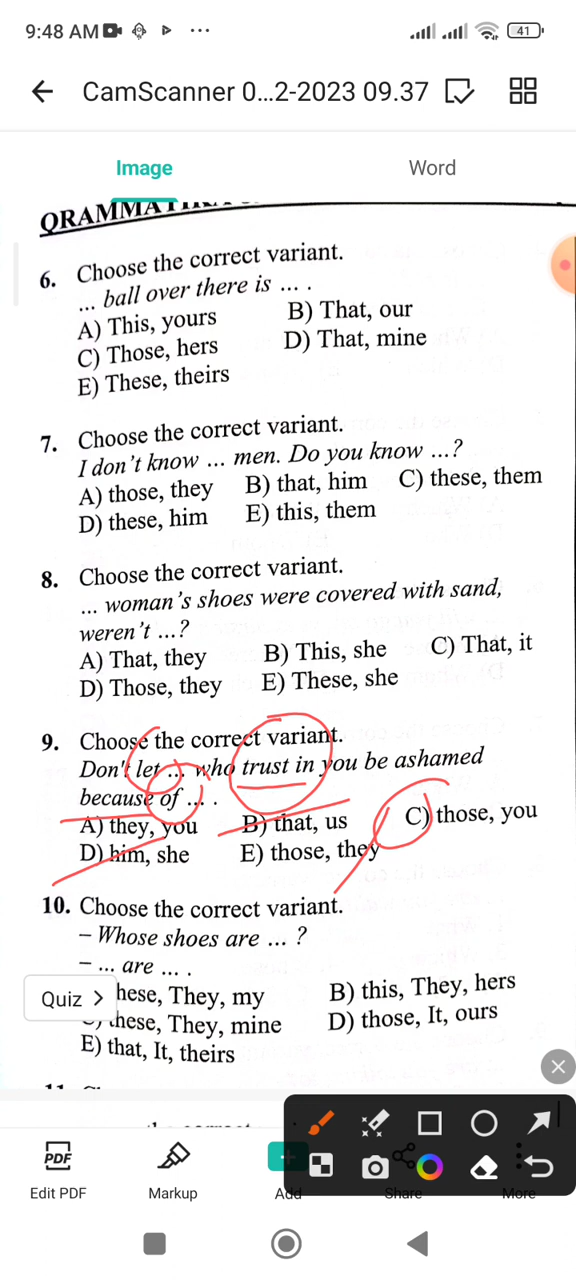 9:48 AM
41
CamScanner 0...2-2023 09.37
Image
Word
6. Choose the correct variant.
... ball over there is ... .
A) This, yours B) That, our
C) Those, hers D) That, mine
E) These, theirs
7. Choose the correct variant.
I don't know ... men. Do you know ...?
A) those, they B) that, him C) these, them
D) these, him E) this, them
8. Choose the correct variant.
... woman's shoes were covered with sand,
weren't ...?
A) That, they B) This, she C) That, it
D) Those, they E) These, she
9. Choose the correct variant.
Don't let ... who trust in you be ashamed
because of ... .
A) they, you B) that, us C) those, you
D) him, she E) those, they
10. Choose the correct variant.
– Whose shoes are ... ?
– ... are ... .
hese, They, my B) this, They, hers
these, They, mine D) those, It, ours
E) that, It, theirs
Quiz >
PDF
Edit PDF
Markup
Add
Share
More